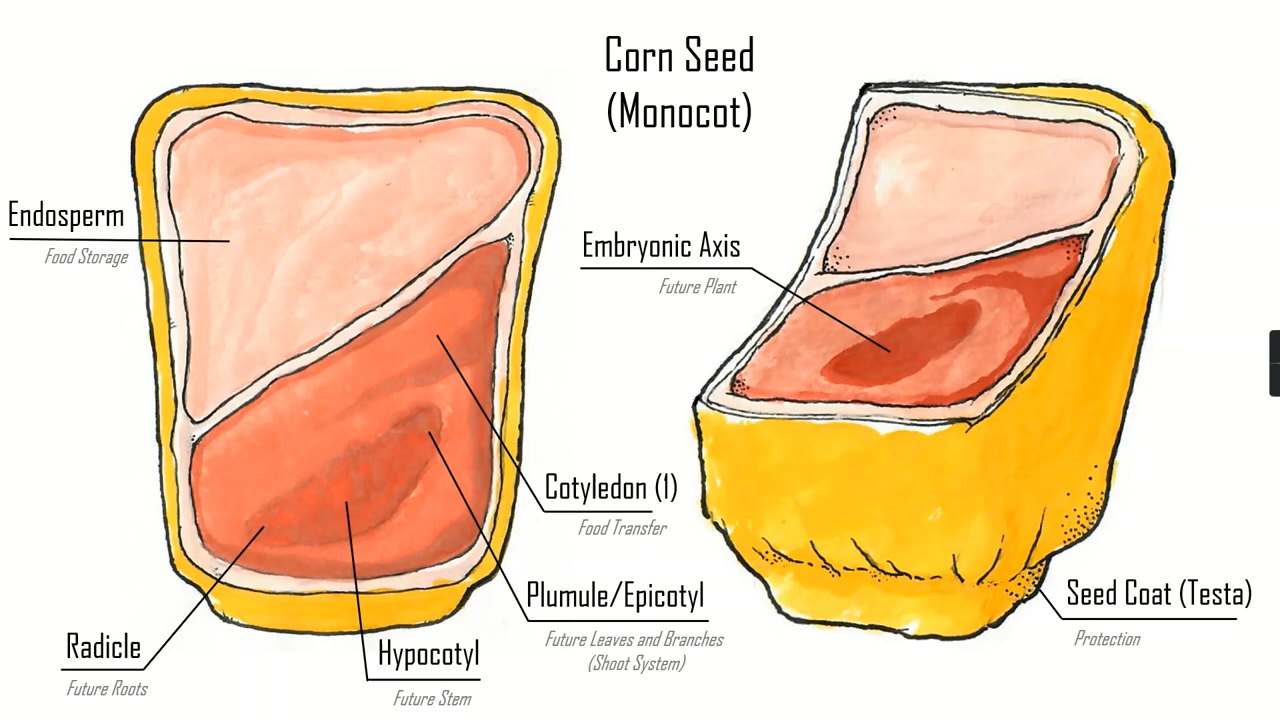 Corn Seed
(Monocot)
Endosperm
Food Storage
Embryonic Axis
Future Plant
Cotyledon (1)
Food Transfer
Plumule/Epicotyl
Future Leaves and Branches
(Shoot System)
Seed Coat (Testa)
Protection
Radicle
Future Roots
Hypocotyl
Future Stem